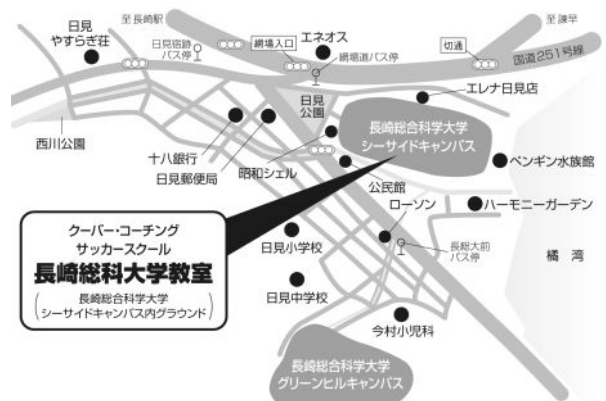 至 長崎駅
至 諫早
日見
やすらぎ荘
日見宿跡
バス停
網場入口
エネオス
網場道バス停
切通
国道251号線
日見
公園
エレナ日見店
長崎総合科学大学
シーサイドキャンパス
西川公園
十八銀行
日見郵便局
昭和シェル
公民館
ペンギン水族館
ローソン
ハーモニーガーデン
クーバー・コーチング
サッカースクール
長崎総科大学教室
長崎総合科学大学
シーサイドキャンパス内グラウンド
日見小学校
長総大前
バス停
橘 湾
日見中学校
今村小児科
長崎総合科学大学
グリーンヒルキャンパス